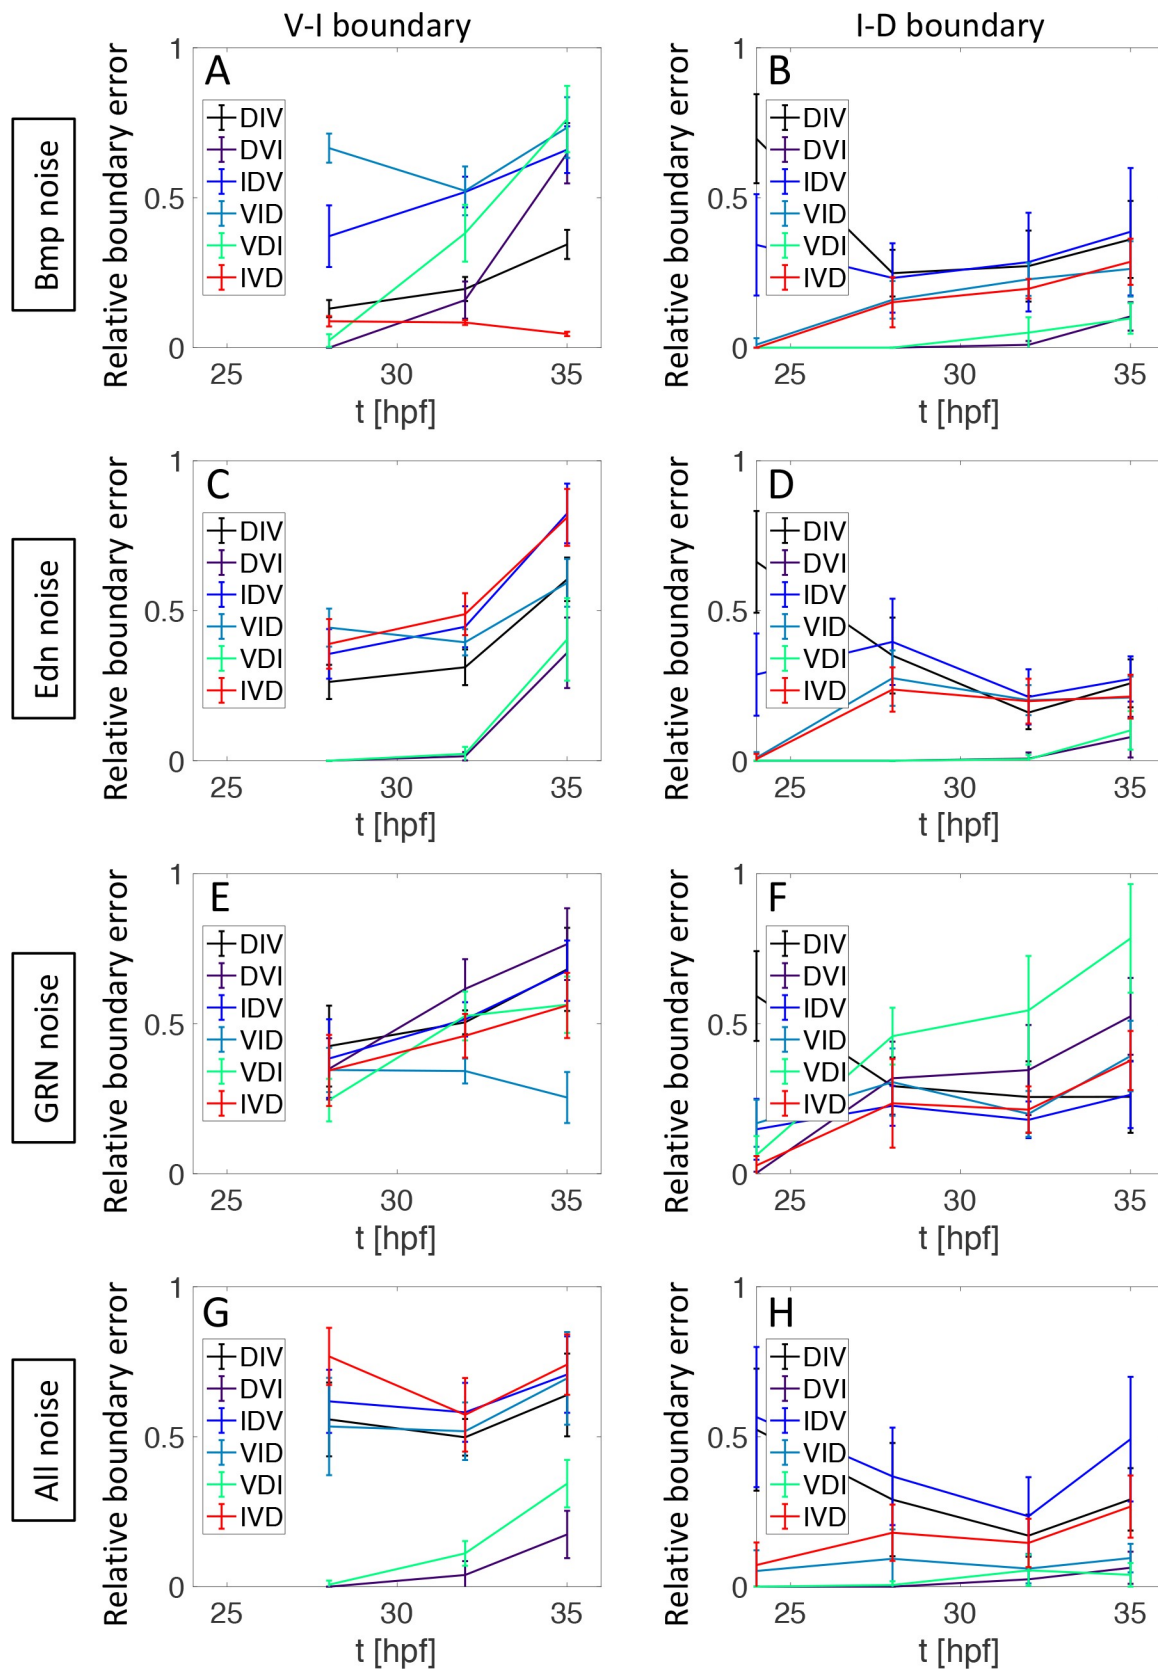 V-I boundary
I-D boundary
Bmp noise
Relative boundary error
1
0.5
0
A
DIV
DVI
IDV
VID
VDI
IVD
25
30
35
t [hpf]
Relative boundary error
1
0.5
0
B
DIV
DVI
IDV
VID
VDI
IVD
25
30
35
t [hpf]
Edn noise
Relative boundary error
1
0.5
0
C
DIV
DVI
IDV
VID
VDI
IVD
25
30
35
t [hpf]
Relative boundary error
1
0.5
0
D
DIV
DVI
IDV
VID
VDI
IVD
25
30
35
t [hpf]
GRN noise
Relative boundary error
1
0.5
0
E
DIV
DVI
IDV
VID
VDI
IVD
25
30
35
t [hpf]
Relative boundary error
1
0.5
0
F
DIV
DVI
IDV
VID
VDI
IVD
25
30
35
t [hpf]
All noise
Relative boundary error
1
0.5
0
G
DIV
DVI
IDV
VID
VDI
IVD
25
30
35
t [hpf]
Relative boundary error
1
0.5
0
H
DIV
DVI
IDV
VID
VDI
IVD
25
30
35
t [hpf]